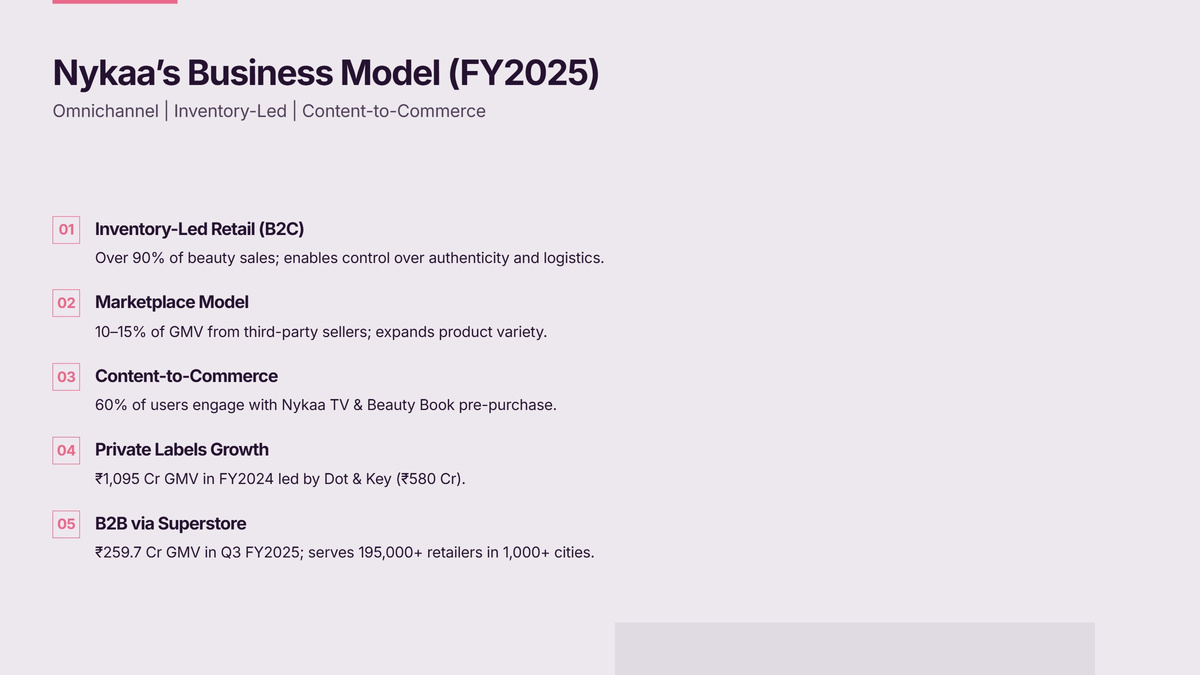 Nykaa’s Business Model (FY2025)
Omnichannel | Inventory-Led | Content-to-Commerce
01 Inventory-Led Retail (B2C)
Over 90% of beauty sales; enables control over authenticity and logistics.
02 Marketplace Model
10–15% of GMV from third-party sellers; expands product variety.
03 Content-to-Commerce
60% of users engage with Nykaa TV & Beauty Book pre-purchase.
04 Private Labels Growth
₹1,095 Cr GMV in FY2024 led by Dot & Key (₹580 Cr).
05 B2B via Superstore
₹259.7 Cr GMV in Q3 FY2025; serves 195,000+ retailers in 1,000+ cities.